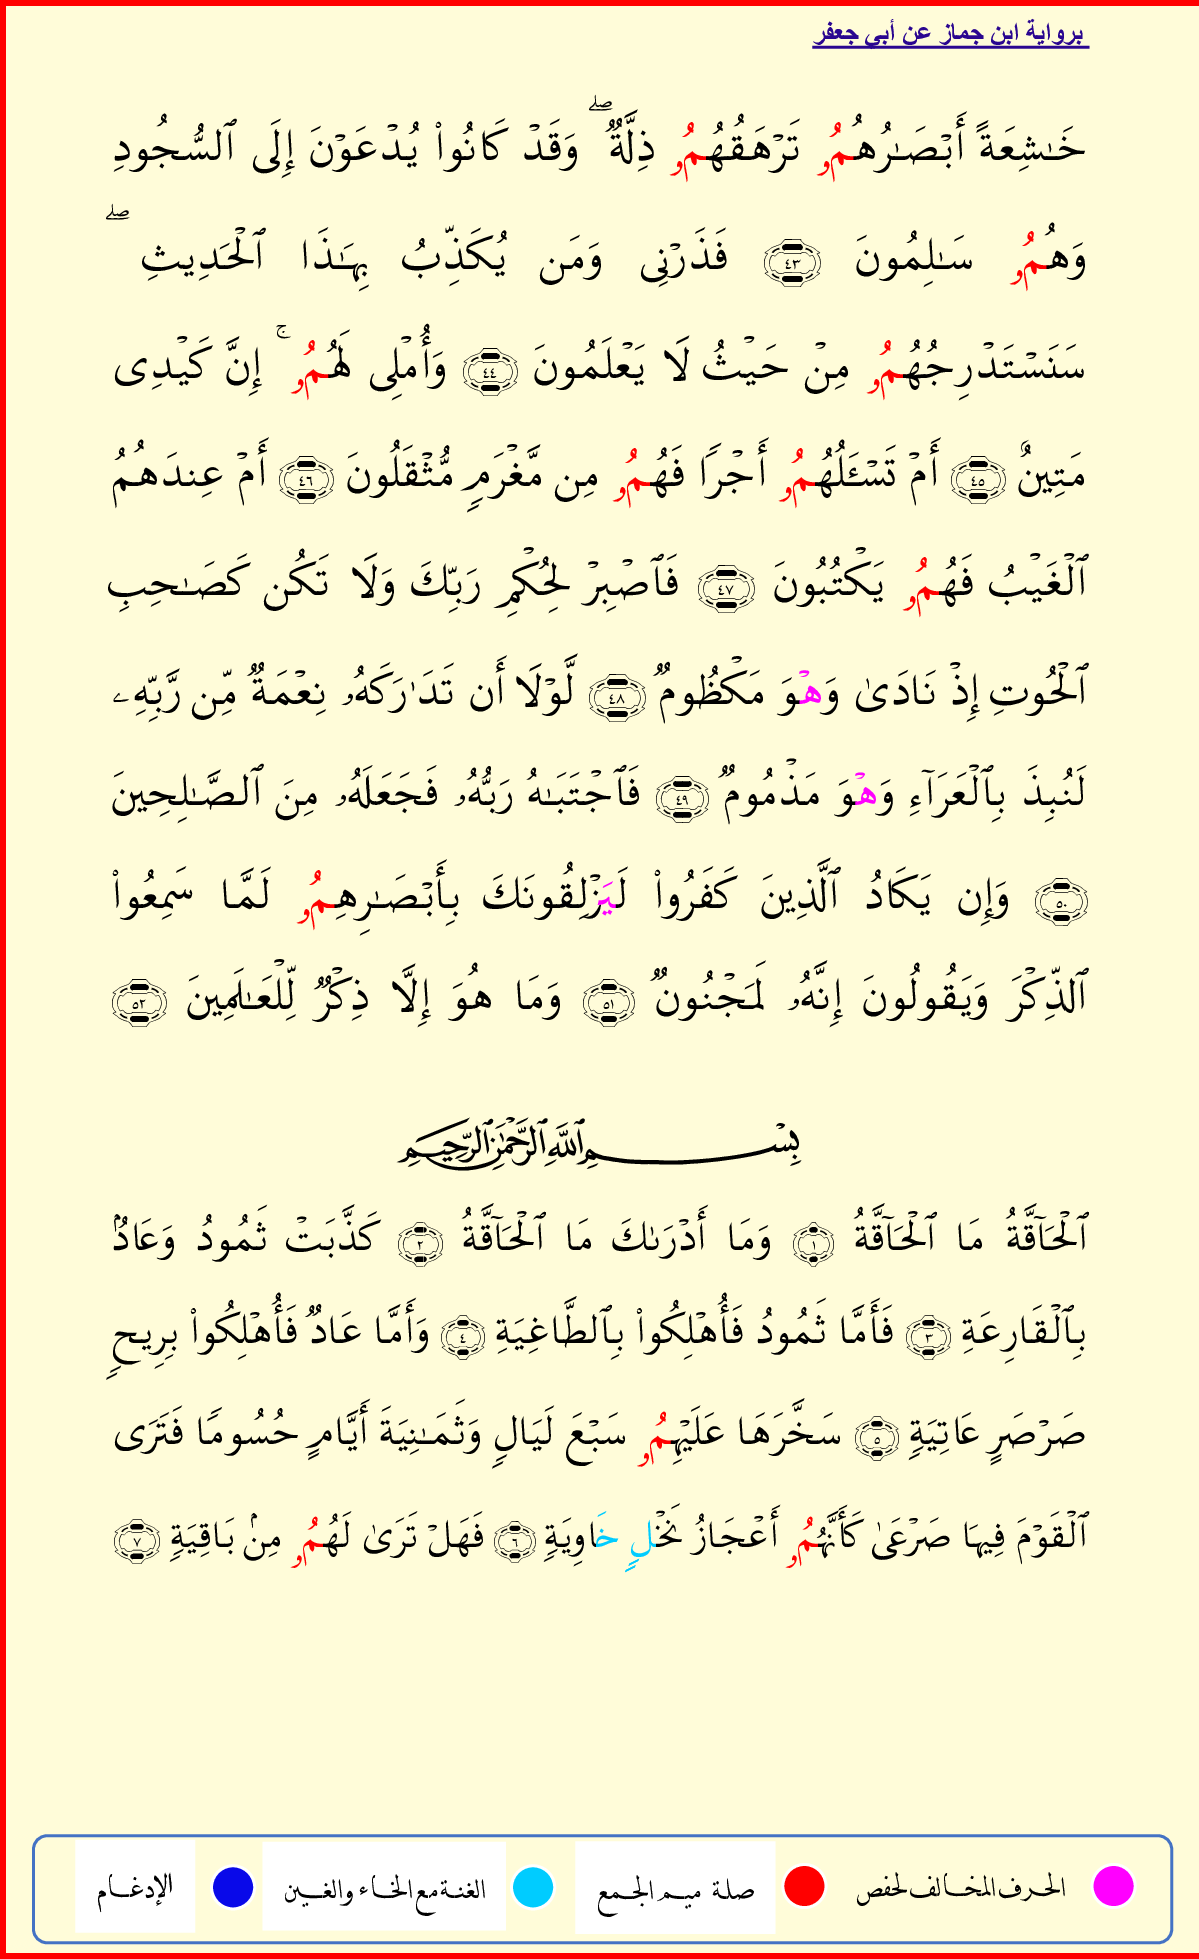 برواية ابن جماز عن أبي جعفر
خَـٰشِعَةً أَبۡصَـٰرُهُمُۥ تَرۡهَقُهُمُۥ ذِلَّةٞۖ وَقَدۡ كَانُواْ يُدۡعَوۡنَ إِلَى ٱلسُّجُودِ
وَهُمُۥ سَـٰلِمُونَ ٤٣ فَذَرۡنِي وَمَن يُكَذِّبُ بِهَـٰذَا ٱلۡحَدِيثِۖ
سَنَسۡتَدۡرِجُهُمُۥ مِنۡ حَيۡثُ لَا يَعۡلَمُونَ ٤٤ وَأُمۡلِي لَهُمُۥۚ إِنَّ كَيۡدِي
مَتِينٌ ٤٥ أَمۡ تَسۡـَٔلُهُمُۥ أَجۡرٗا فَهُمُۥ مِن مَّغۡرَمٖ مُّثۡقَلُونَ ٤٦ أَمۡ عِندَهُمُ
ٱلۡغَيۡبُ فَهُمُۥ يَكۡتُبُونَ ٤٧ فَٱصۡبِرۡ لِحُكۡمِ رَبِّكَ وَلَا تَكُن كَصَـٰحِبِ
ٱلۡحُوتِ إِذۡ نَادَىٰ وَهۡوَ مَكۡظُومٞ ٤٨ لَّوۡلَا أَن تَدَٰرَكَهُۥ نِعۡمَةٞ مِّن رَّبِّهِۦ
لَنُبِذَ بِٱلۡعَرَآءِ وَهۡوَ مَذۡمُومٞ ٤٩ فَٱجۡتَبَـٰهُ رَبُّهُۥ فَجَعَلَهُۥ مِنَ ٱلصَّـٰلِحِينَ
٥٠ وَإِن يَكَادُ ٱلَّذِينَ كَفَرُواْ لَيَزۡلِقُونَكَ بِأَبۡصَـٰرِهِمُۥ لَمَّا سَمِعُواْ
ٱلذِّكۡرَ وَيَقُولُونَ إِنَّهُۥ لَمَجۡنُونٞ ٥١ وَمَا هُوَ إِلَّا ذِكۡرٞ لِّلۡعَـٰلَمِينَ ٥٢
بِسۡمِ ٱللَّهِ ٱلرَّحۡمَـٰنِ ٱلرَّحِيمِ
ٱلۡحَآقَّةُ مَا ٱلۡحَآقَّةُ ١ وَمَا أَدۡرَىٰكَ مَا ٱلۡحَآقَّةُ ٢ كَذَّبَتۡ ثَمُودُ وَعَادُۢ
بِٱلۡقَارِعَةِ ٣ فَأَمَّا ثَمُودُ فَأُهۡلِكُواْ بِٱلطَّاغِيَةِ ٤ وَأَمَّا عَادٞ فَأُهۡلِكُواْ بِرِيحٖ
صَرۡصَرٍ عَاتِيَةٖ ٥ سَخَّرَهَا عَلَيۡهِمُۥ سَبۡعَ لَيَالٖ وَثَمَـٰنِيَةَ أَيَّامٍ حُسُومٗا فَتَرَى
ٱلۡقَوۡمَ فِيهَا صَرۡعَىٰ كَأَنَّهُمُۥ أَعۡجَازُ نَخۡلٍ خَاوِيَةٖ ٦ فَهَلۡ تَرَىٰ لَهُمُۥ مِنۢ بَاقِيَةٖ ٧
الحرف المخالف لحفص صلة ميم الجمع الغنة مع الخاء والغين الإدغام